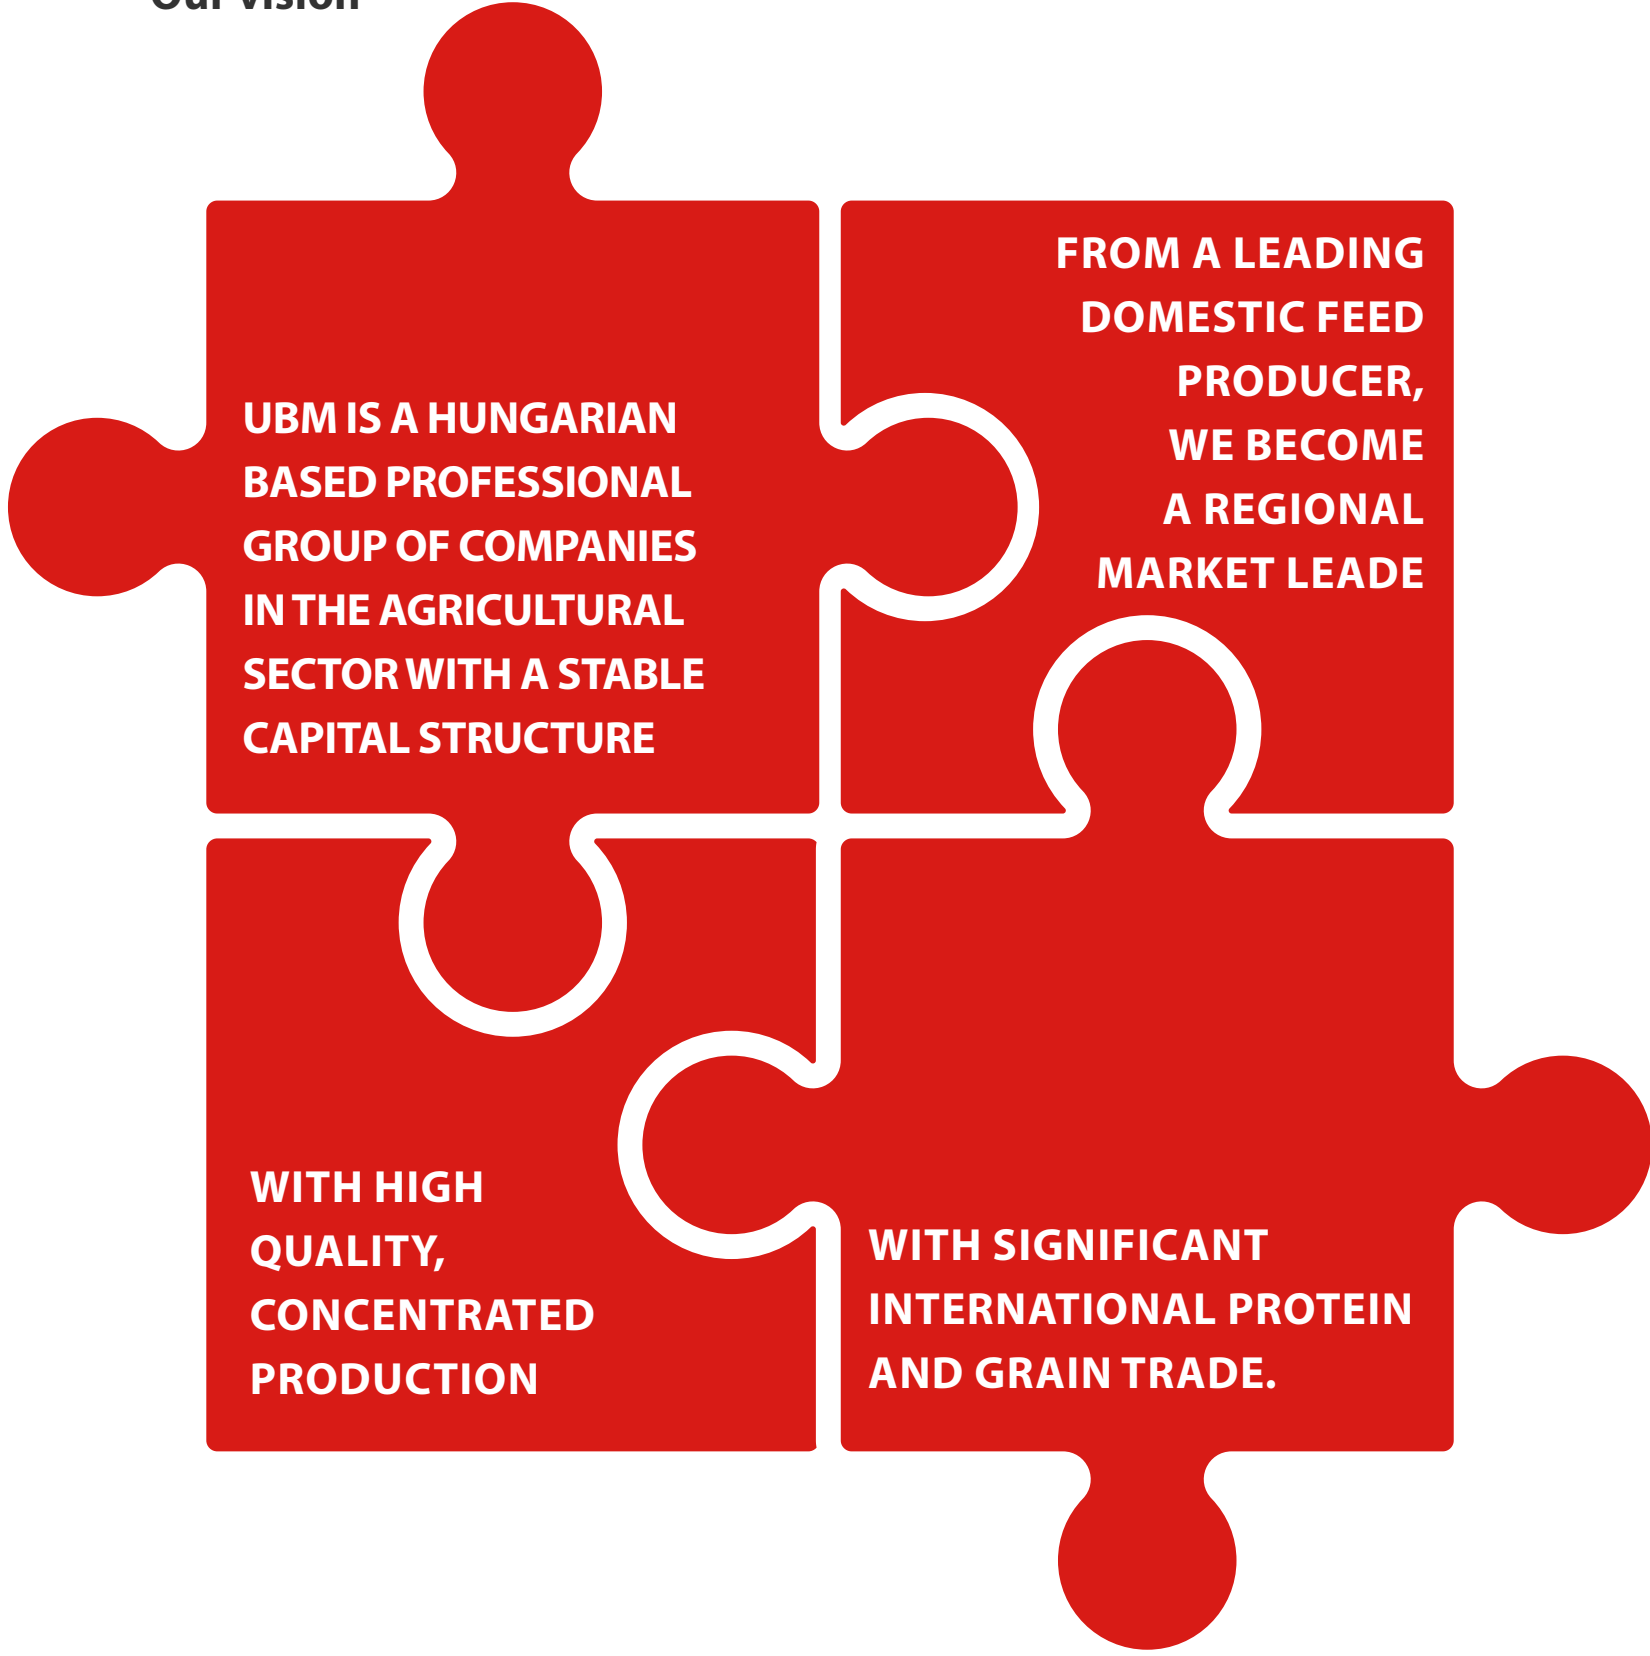 Our vision
UBM IS A HUNGARIAN
BASED PROFESSIONAL
GROUP OF COMPANIES
IN THE AGRICULTURAL
SECTOR WITH A STABLE
CAPITAL STRUCTURE
FROM A LEADING
DOMESTIC FEED
PRODUCER,
WE BECOME
A REGIONAL
MARKET LEADE
WITH HIGH
QUALITY,
CONCENTRATED
PRODUCTION
WITH SIGNIFICANT
INTERNATIONAL PROTEIN
AND GRAIN TRADE.